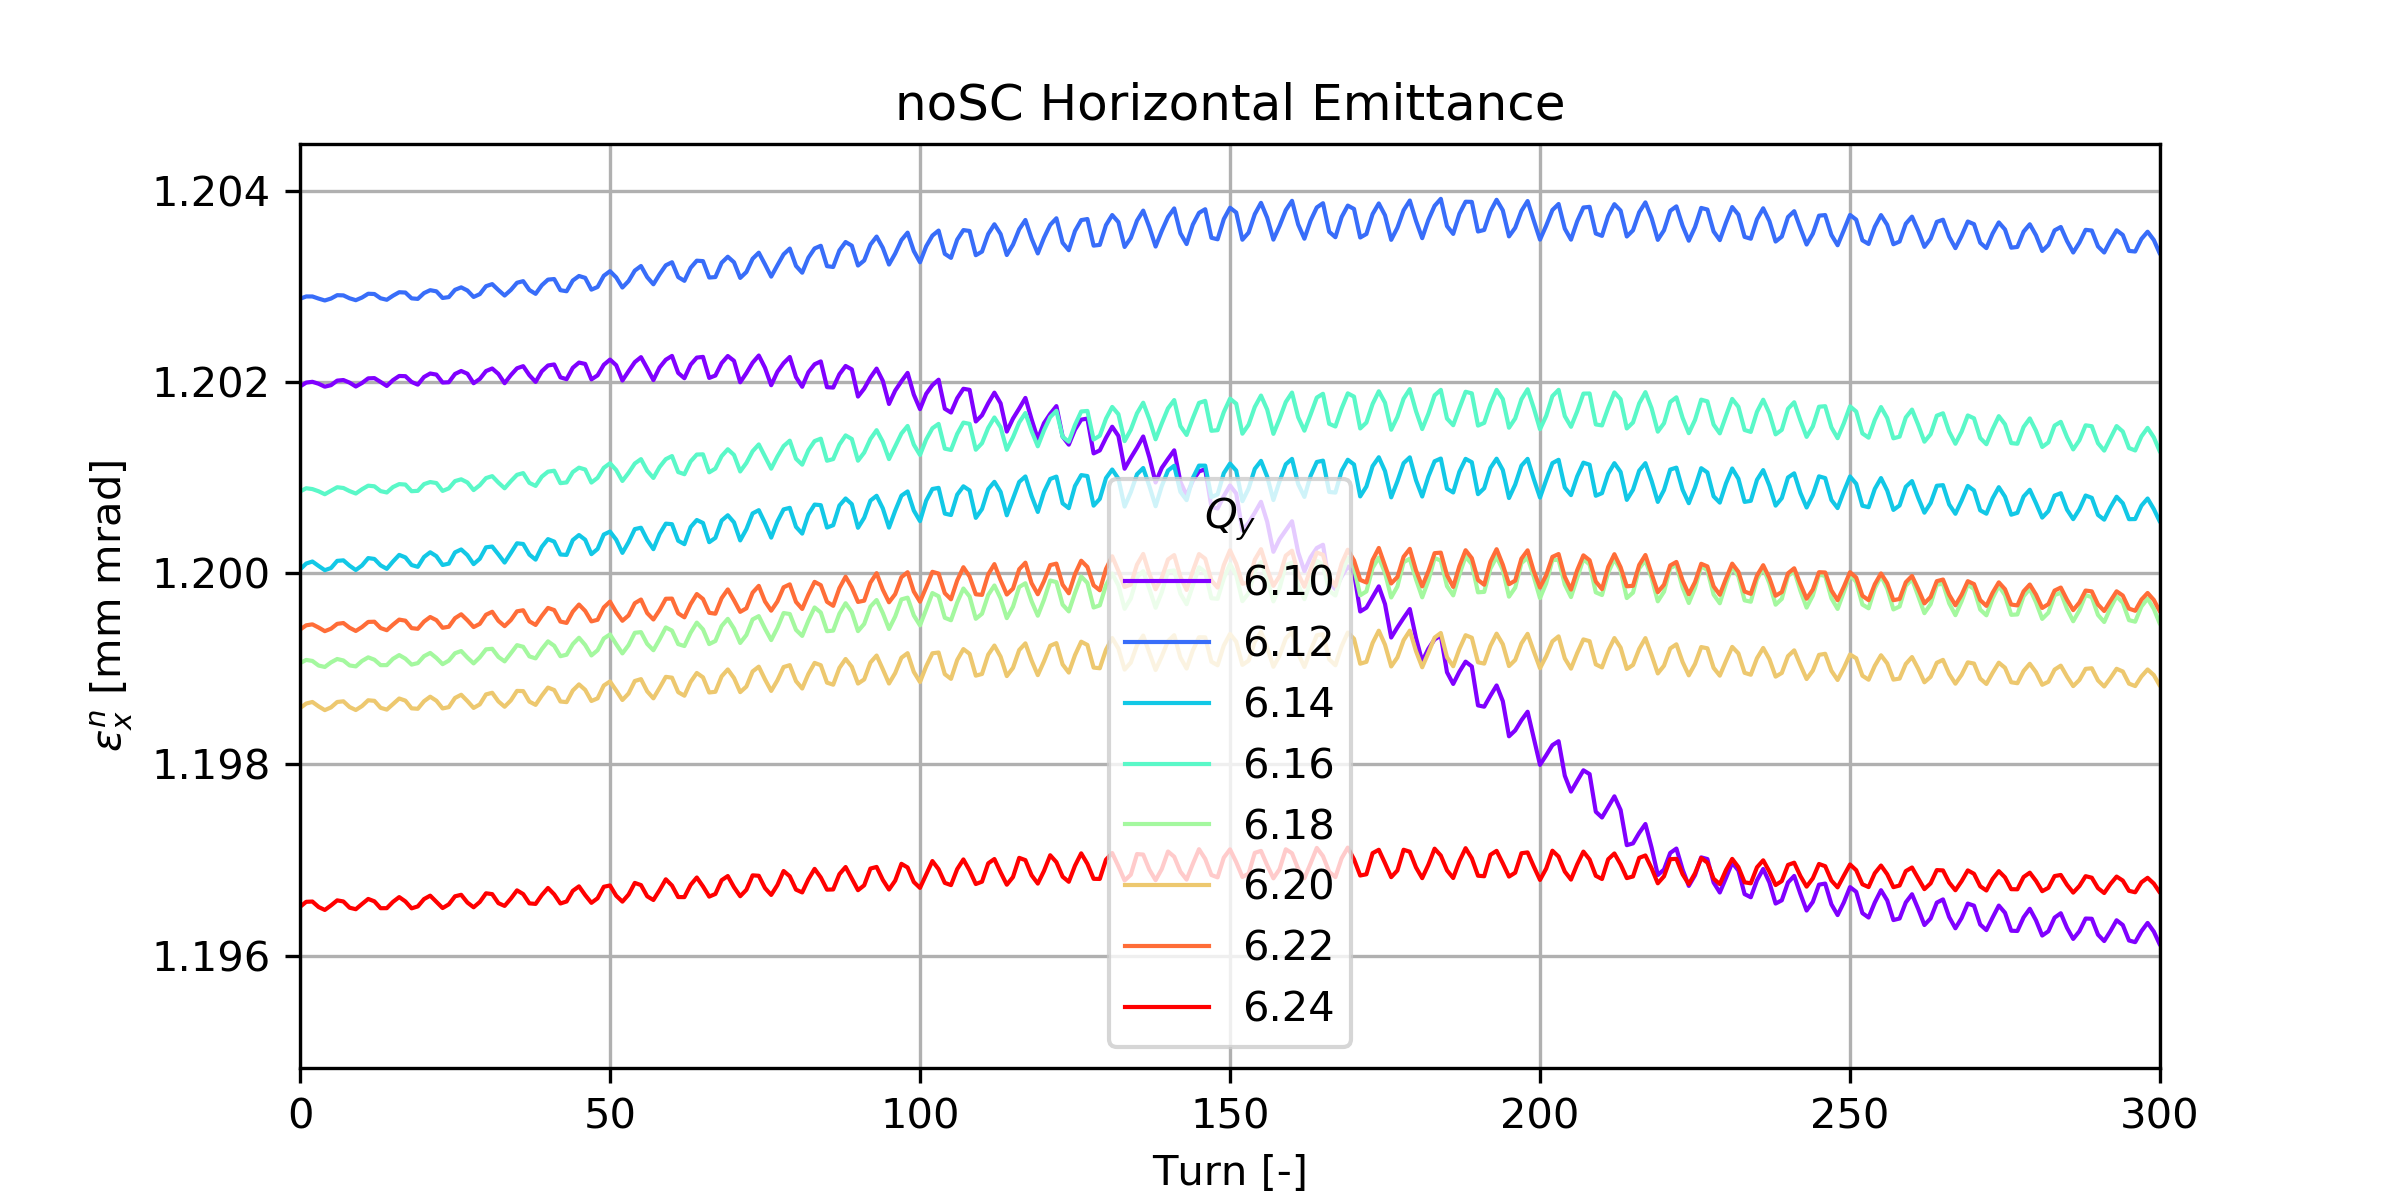 noSC Horizontal Emittance
1.204
1.202
1.200
1.198
1.196
εₓⁿ [mm mrad]
Q_y
6.10
6.12
6.14
6.16
6.18
6.20
6.22
6.24
0 50 100 150 200 250 300
Turn [-]